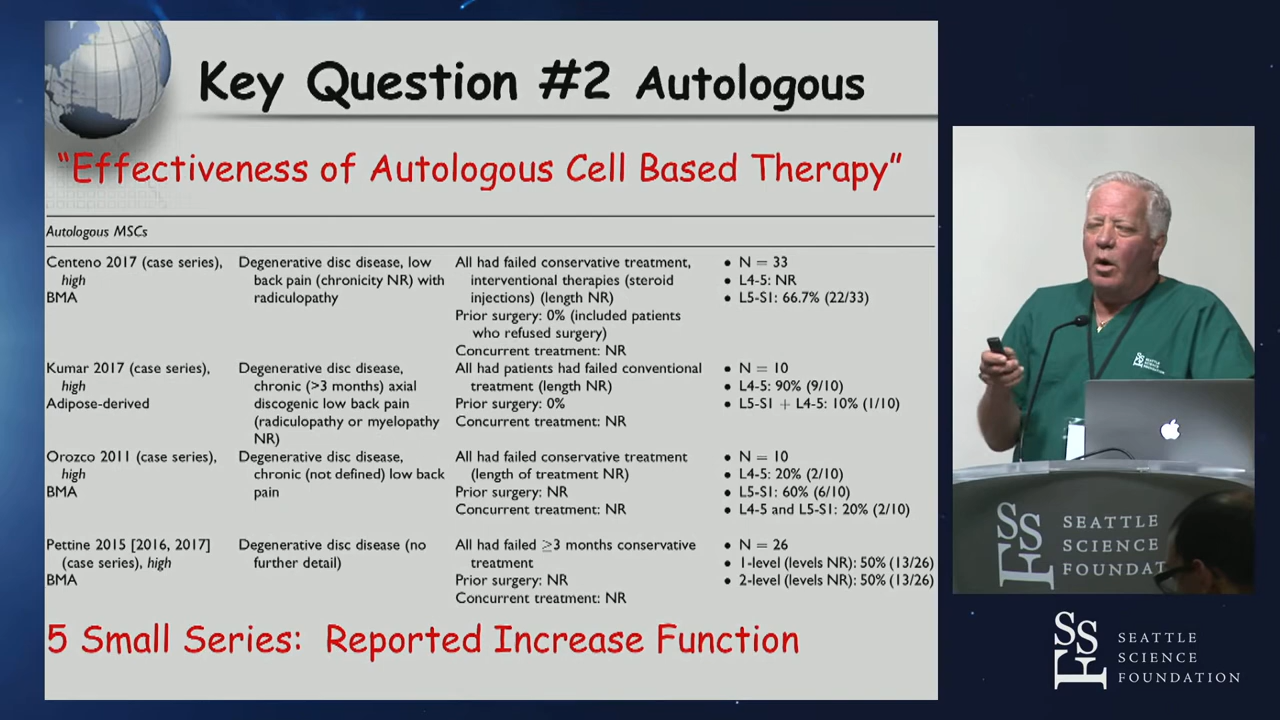 Key Question #2 Autologous
“Effectiveness of Autologous Cell Based Therapy”
Autologous MSCs
Centeno 2017 (case series),
high
BMA
Degenerative disc disease, low
back pain (chronicity NR) with
radiculopathy
All had failed conservative treatment,
interventional therapies (steroid
injections) (length NR)
Prior surgery: 0% (included patients
who refused surgery)
Concurrent treatment: NR
• N = 33
• L4-5: NR
• L5-S1: 66.7% (22/33)
Kumar 2017 (case series),
high
Adipose-derived
Degenerative disc disease,
chronic (>3 months) axial
discogenic low back pain
(radiculopathy or myelopathy
NR)
All had patients had failed conventional
treatment (length NR)
Prior surgery: 0%
Concurrent treatment: NR
• N = 10
• L4-5: 90% (9/10)
• L5-S1 + L4-5: 10% (1/10)
Orozco 2011 (case series),
high
BMA
Degenerative disc disease,
chronic (not defined) low back
pain
All had failed conservative treatment
(length of treatment NR)
Prior surgery: NR
Concurrent treatment: NR
• N = 10
• L4-5: 20% (2/10)
• L5-S1: 60% (6/10)
• L4-5 and L5-S1: 20% (2/10)
Pettine 2015 [2016, 2017]
(case series), high
BMA
Degenerative disc disease (no
further detail)
All had failed ≥3 months conservative
treatment
Prior surgery: NR
Concurrent treatment: NR
• N = 26
• 1-level (levels NR): 50% (13/26)
• 2-level (levels NR): 50% (13/26)
5 Small Series: Reported Increase Function
SEATTLE
SCIENCE
FOUNDATION
SSF
SEATTLE
SCIENCE
FOUNDAT
SSF
SEATTLE
SCIENCE
FOUNDATION